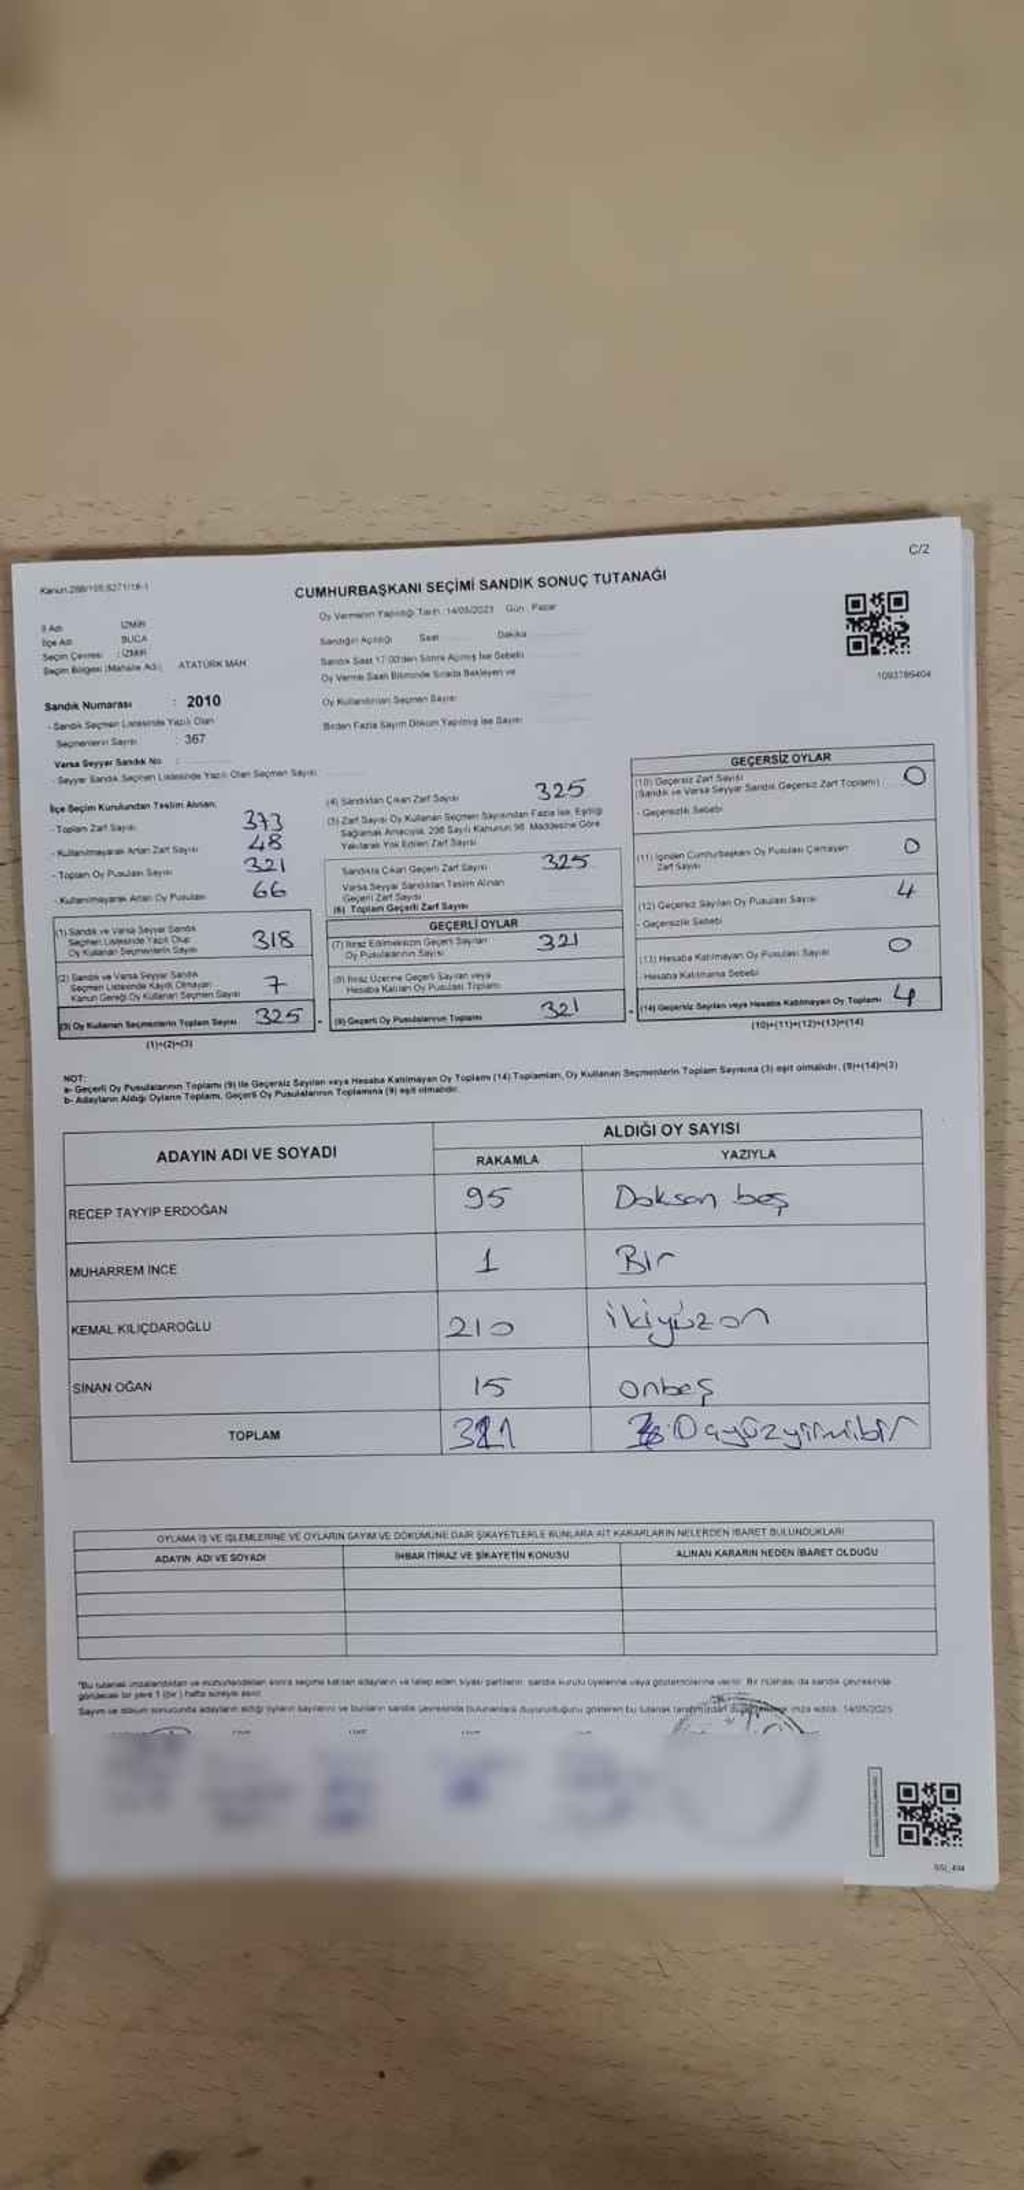 C/2
CUMHURBAŞKANI SEÇİMİ SANDIK SONUÇ TUTANAĞI
Oy Vermenin Yapıldığı Tarih : 14/05/2023 Gün : Pazar
İl Adı : İZMİR
İlçe Adı : BUCA
Seçim Çevresi : İZMİR
Seçim Bölgesi (Mahalle Adı) : ATATÜRK MAH
Sandığın Açıldığı Saat Dakika
Sandık Saat 17:00'den Sonra Açılmış İse Sebebi
Oy Verme Saati Bitiminde Sırada Bekleyen ve
Oy Kullandırılan Seçmen Sayısı
Birden Fazla Sayım Döküm Yapılmış İse Sayısı
1093786404
Sandık Numarası : 2010
- Sandık Seçmen Listesinde Yazılı Olan
Seçmenlerin Sayısı : 367
Varsa Seyyar Sandık No :
- Seyyar Sandık Seçmen Listesinde Yazılı Olan Seçmen Sayısı
İlçe Seçim Kurulundan Teslim Alınan;
- Toplam Zarf Sayısı 373
- Kullanılmayarak Artan Zarf Sayısı 48
- Toplam Oy Pusulası Sayısı 321
- Kullanılmayarak Artan Oy Pusulası 66
(1) Sandık ve Varsa Seyyar Sandık
Seçmen Listesinde Yazılı Olup
Oy Kullanan Seçmenlerin Sayısı 318
(2) Sandık ve Varsa Seyyar Sandık
Seçmen Listesinde Kayıtlı Olmayan
Kanun Gereği Oy Kullanan Seçmen Sayısı 7
(3) Oy Kullanan Seçmenlerin Toplam Sayısı 325
(1)+(2)=(3)
(4) Sandıktan Çıkan Zarf Sayısı 325
(5) Zarf Sayısı Oy Kullanan Seçmen Sayısından Fazla İse, Eşitliği
Sağlamak Amacıyla, 298 Sayılı Kanunun 98. Maddesine Göre
Yakılarak Yok Edilen Zarf Sayısı
Sandıkta Çıkan Geçerli Zarf Sayısı 325
Varsa Seyyar Sandıktan Teslim Alınan
Geçerli Zarf Sayısı
(6) Toplam Geçerli Zarf Sayısı
GEÇERLİ OYLAR
(7) İtiraz Edilmeksizin Geçerli Sayılan
Oy Pusulalarının Sayısı 321
(8) İtiraz Üzerine Geçerli Sayılan veya
Hesaba Katılan Oy Pusulası Toplamı
(9) Geçerli Oy Pusulalarının Toplamı 321
GEÇERSİZ OYLAR
(10) Geçersiz Zarf Sayısı
(Sandık ve Varsa Seyyar Sandık Geçersiz Zarf Toplamı) 0
- Geçersizlik Sebebi
(11) İçinden Cumhurbaşkanı Oy Pusulası Çıkmayan
Zarf Sayısı 0
(12) Geçersiz Sayılan Oy Pusulası Sayısı 4
- Geçersizlik Sebebi
(13) Hesaba Katılmayan Oy Pusulası Sayısı 0
Hesaba Katılmama Sebebi
(14) Geçersiz Sayılan veya Hesaba Katılmayan Oy Toplamı 4
(10)+(11)+(12)+(13)=(14)
NOT:
a- Geçerli Oy Pusulalarının Toplamı (9) ile Geçersiz Sayılan veya Hesaba Katılmayan Oy Toplamı (14) Toplamları, Oy Kullanan Seçmenlerin Toplam Sayısına (3) eşit olmalıdır. (9)+(14)=(3)
b- Adayların Aldığı Oyların Toplamı, Geçerli Oy Pusulalarının Toplamına (9) eşit olmalıdır.
ADAYIN ADI VE SOYADI
ALDIĞI OY SAYISI
RAKAMLA YAZIYLA
RECEP TAYYIP ERDOĞAN 95 Doksan beş
MUHARREM İNCE 1 Bir
KEMAL KILIÇDAROĞLU 210 ikiyüzon
SİNAN OĞAN 15 onbeş
TOPLAM 321
OYLAMA İŞ VE İŞLEMLERİNE VE OYLARIN SAYIM VE DÖKÜMÜNE DAİR ŞİKAYETLERLE BUNLARA AİT KARARLARIN NELERDEN İBARET BULUNDUKLARI
ADAYIN ADI VE SOYADI İHBAR İTİRAZ VE ŞİKAYETİN KONUSU ALINAN KARARIN NEDEN İBARET OLDUĞU